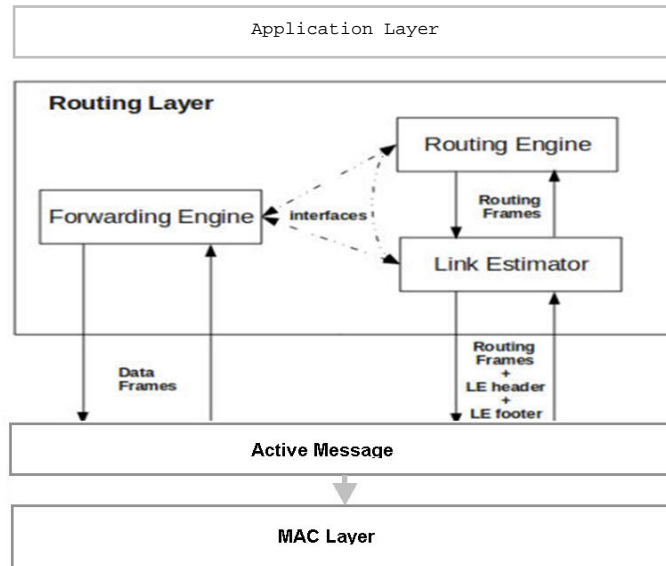 Application Layer
Routing Layer
Routing Engine
Routing
Frames
Forwarding Engine
interfaces
Link Estimator
Data
Frames
Routing
Frames
+
LE header
+
LE footer
Active Message
MAC Layer